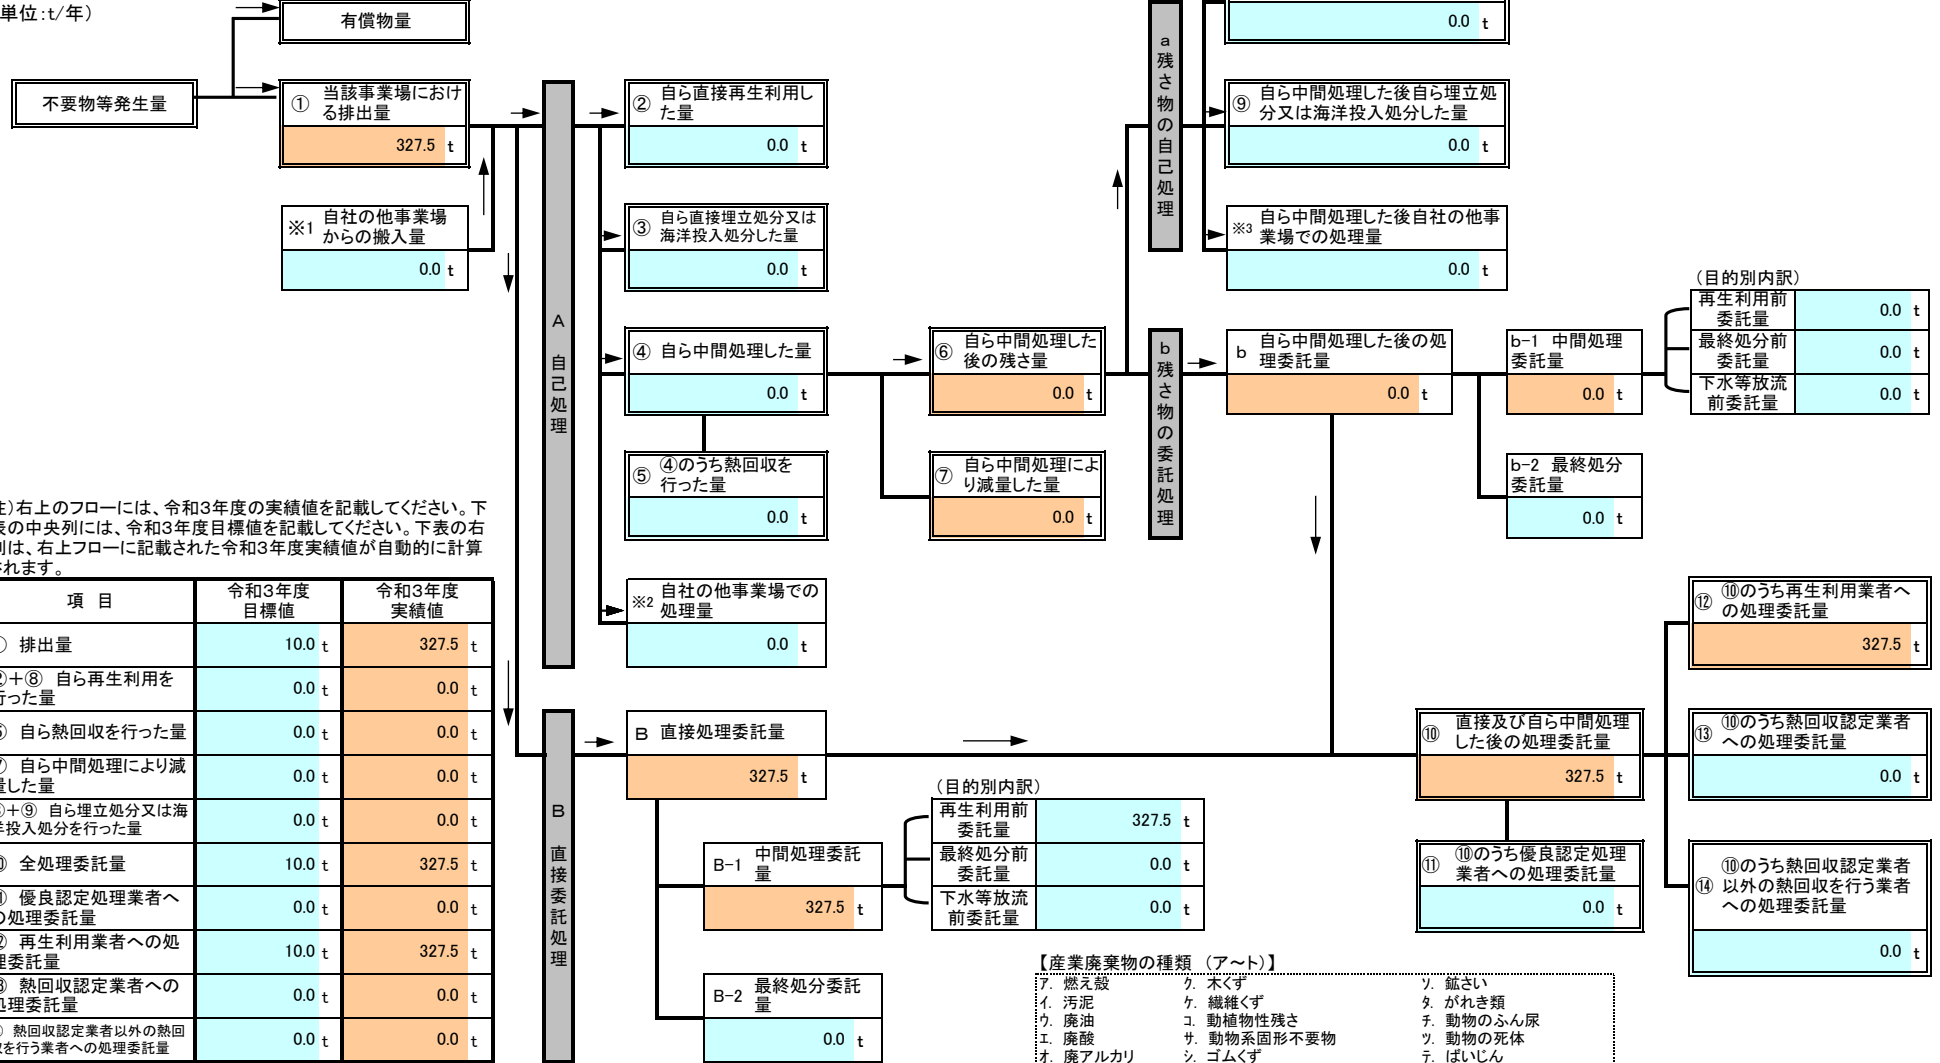 単位:t/年)
有償物量
不要物等発生量
① 当該事業場におけ
る排出量
327.5 t
※1 自社の他事業場
からの搬入量
0.0 t
A 自己処理
② 自ら直接再生利用し
た量
0.0 t
③ 自ら直接埋立処分又は
海洋投入処分した量
0.0 t
④ 自ら中間処理した量
0.0 t
⑤ ④のうち熱回収を
行った量
0.0 t
※2 自社の他事業場での
処理量
0.0 t
⑥ 自ら中間処理した
後の残さ量
0.0 t
⑦ 自ら中間処理によ
り減量した量
0.0 t
a残さ物の自己処理
0.0 t
⑨ 自ら中間処理した後自ら埋立処
分又は海洋投入処分した量
0.0 t
※3 自ら中間処理した後自社の他事
業場での処理量
0.0 t
b残さ物の委託処理
b 自ら中間処理した後の処
理委託量
0.0 t
b-1 中間処理
委託量
0.0 t
b-2 最終処分
委託量
0.0 t
(目的別内訳)
再生利用前
委託量
0.0 t
最終処分前
委託量
0.0 t
下水等放流
前委託量
0.0 t
)右上のフローには、令和3年度の実績値を記載してください。下
表の中央列には、令和3年度目標値を記載してください。下表の右
列は、右上フローに記載された令和3年度実績値が自動的に計算
されます。
項 目
令和3年度
目標値
令和3年度
実績値
排出量 10.0 t 327.5 t
②+⑧ 自ら再生利用を
行った量
0.0 t 0.0 t
自ら熱回収を行った量 0.0 t 0.0 t
自ら中間処理により減
量した量
0.0 t 0.0 t
+⑨ 自ら埋立処分又は海
洋投入処分を行った量
0.0 t 0.0 t
全処理委託量 10.0 t 327.5 t
優良認定処理業者へ
の処理委託量
0.0 t 0.0 t
再生利用業者への処
理委託量
10.0 t 327.5 t
熱回収認定業者への
処理委託量
0.0 t 0.0 t
熱回収認定業者以外の熱回
収を行う業者への処理委託量
0.0 t 0.0 t
B 直接委託処理
B 直接処理委託量
327.5 t
B-1 中間処理委託
量
327.5 t
B-2 最終処分委託
量
0.0 t
(目的別内訳)
再生利用前
委託量
327.5 t
最終処分前
委託量
0.0 t
下水等放流
前委託量
0.0 t
⑩ 直接及び自ら中間処理
した後の処理委託量
327.5 t
⑪ ⑩のうち優良認定処理
業者への処理委託量
0.0 t
⑫ ⑩のうち再生利用業者へ
の処理委託量
327.5 t
⑬ ⑩のうち熱回収認定業者
への処理委託量
0.0 t
⑭ ⑩のうち熱回収認定業者
以外の熱回収を行う業者
への処理委託量
0.0 t
【産業廃棄物の種類 (ア~ト)】
ア. 燃え殻 ク. 木くず ソ. 鉱さい
イ. 汚泥 ケ. 繊維くず タ. がれき類
ウ. 廃油 コ. 動植物性残さ チ. 動物のふん尿
エ. 廃酸 サ. 動物系固形不要物 ツ. 動物の死体
オ. 廃アルカリ シ. ゴムくず テ. ばいじん